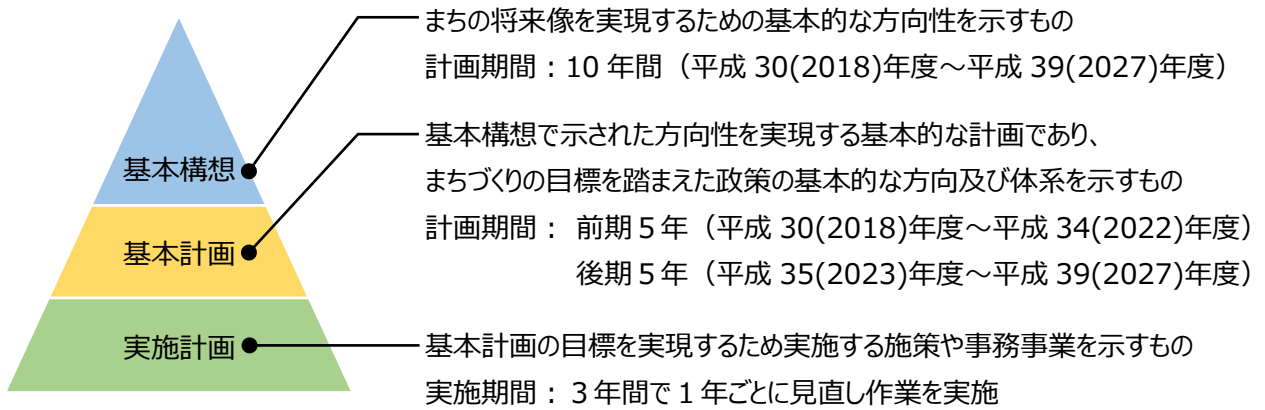 まちの将来像を実現するための基本的な方向性を示すもの
計画期間：10 年間（平成 30(2018)年度～平成 39(2027)年度）
基本構想
基本構想で示された方向性を実現する基本的な計画であり、
まちづくりの目標を踏まえた政策の基本的な方向及び体系を示すもの
計画期間： 前期５年（平成 30(2018)年度～平成 34(2022)年度）
後期５年（平成 35(2023)年度～平成 39(2027)年度）
基本計画
実施計画
基本計画の目標を実現するため実施する施策や事務事業を示すもの
実施期間：３年間で１年ごとに見直し作業を実施